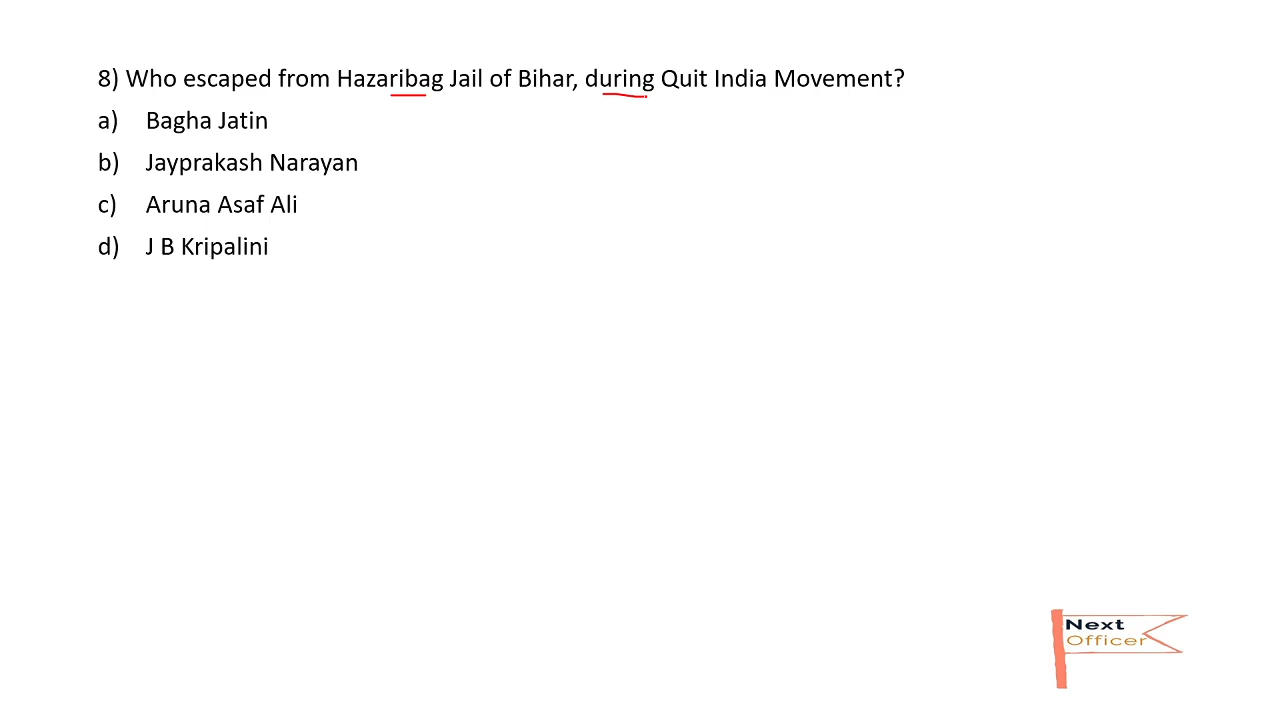 8) Who escaped from Hazaribag Jail of Bihar, during Quit India Movement?
a) Bagha Jatin
b) Jayprakash Narayan
c) Aruna Asaf Ali
d) J B Kripalini
Next
Officer